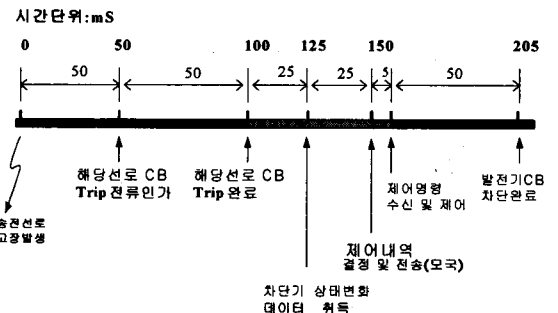 시간단위:mS
0 50 100 125 150 205
50 50 25 25 5 50
송전선로
고장발생
해당선로 CB
Trip 전류인가
해당선로 CB
Trip 완료
차단기 상태변화
데이터 취득
제어내역
결정 및 전송(모국)
제어명령
수신 및 제어
발전기CB
차단완료